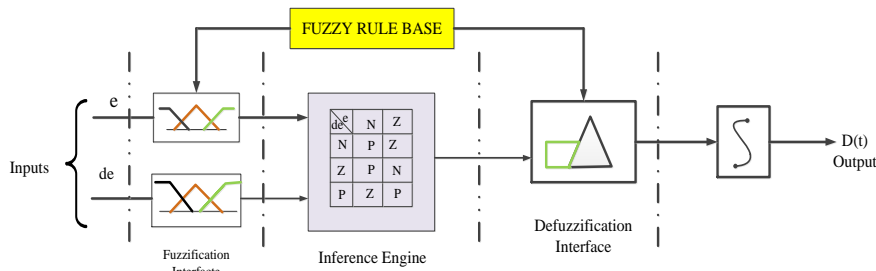 FUZZY RULE BASE
e
Inputs
de
de e N Z
N P Z
Z P N
P Z P
D(t)
Output
Fuzzification
Inference Engine
Defuzzification
Interface